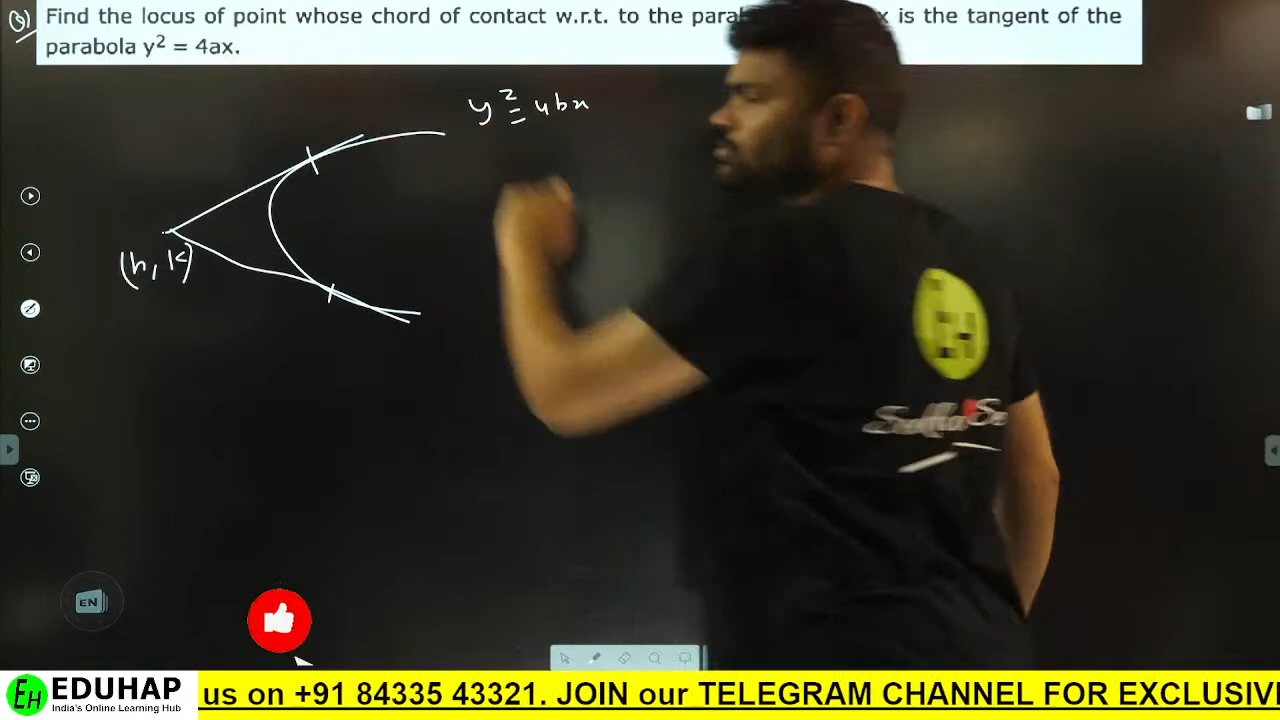 Q)
Find the locus of point whose chord of contact w.r.t. to the x is the tangent of the
parabola y² = 4ax.
y² = 4bx
(h, k)
EN
EH EDUHAP
India's Online Learning Hub
us on +91 84335 43321. JOIN our TELEGRAM CHANNEL FOR EXCLUSIV